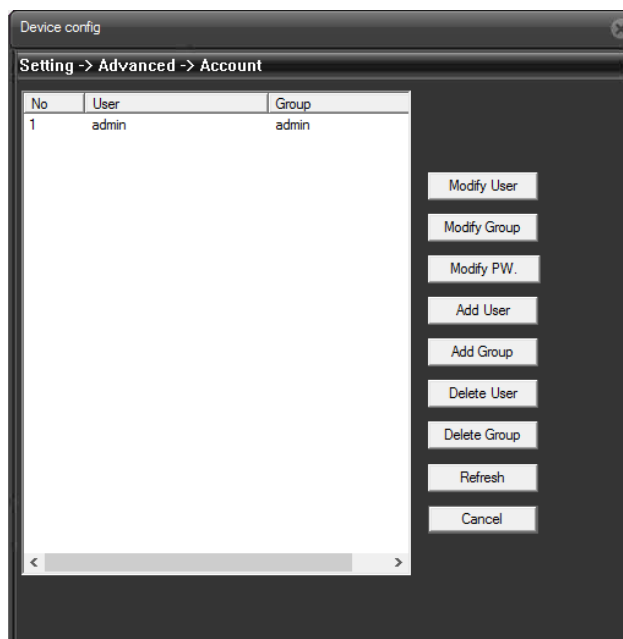 Device config
Setting -> Advanced -> Account
No User Group
1 admin admin
Modify User
Modify Group
Modify PW.
Add User
Add Group
Delete User
Delete Group
Refresh
Cancel